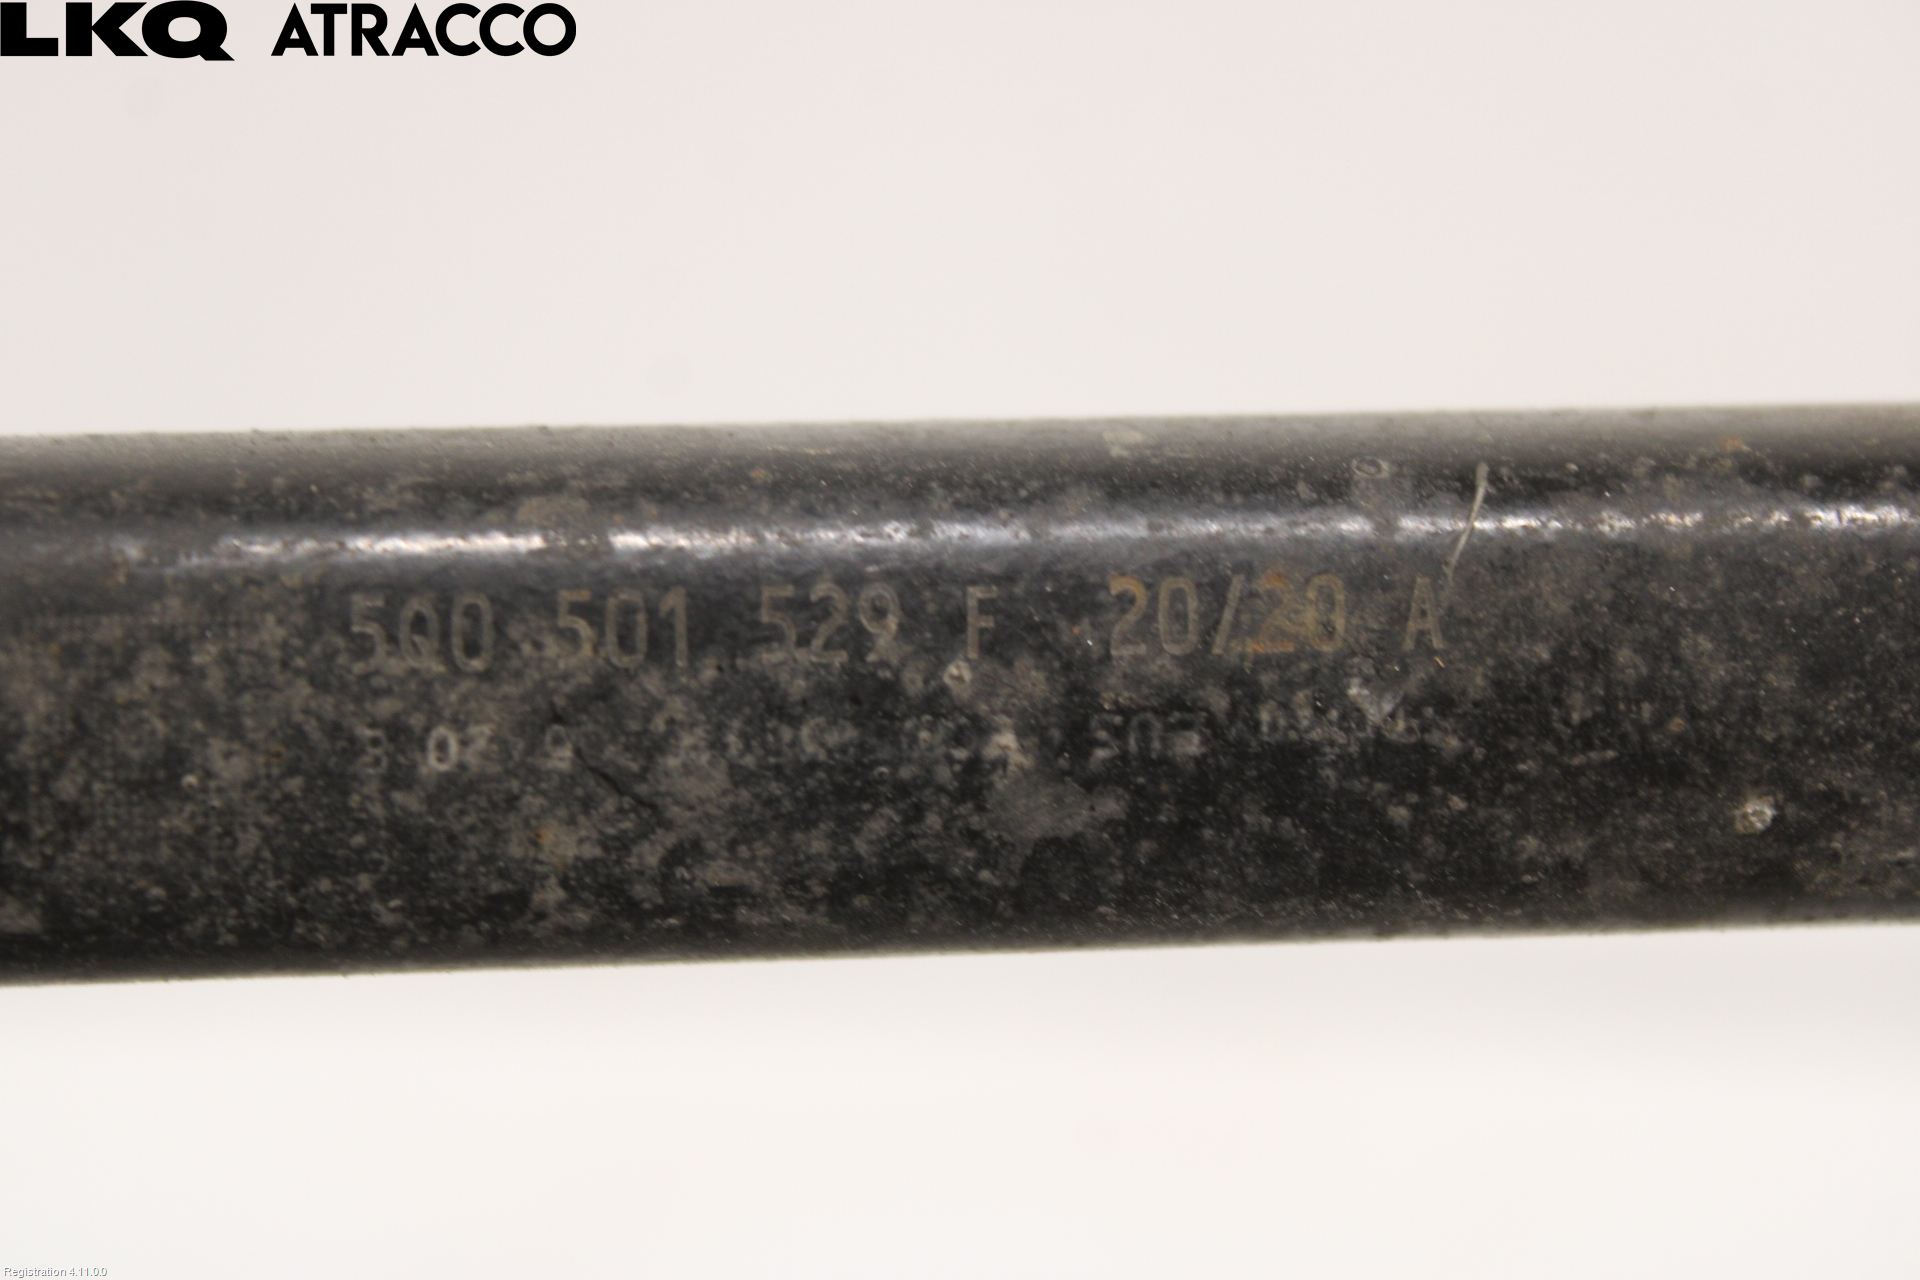 LKQ ATRACCO
5Q0 501 529 F 20/20 A
Registration 4.11.0.0